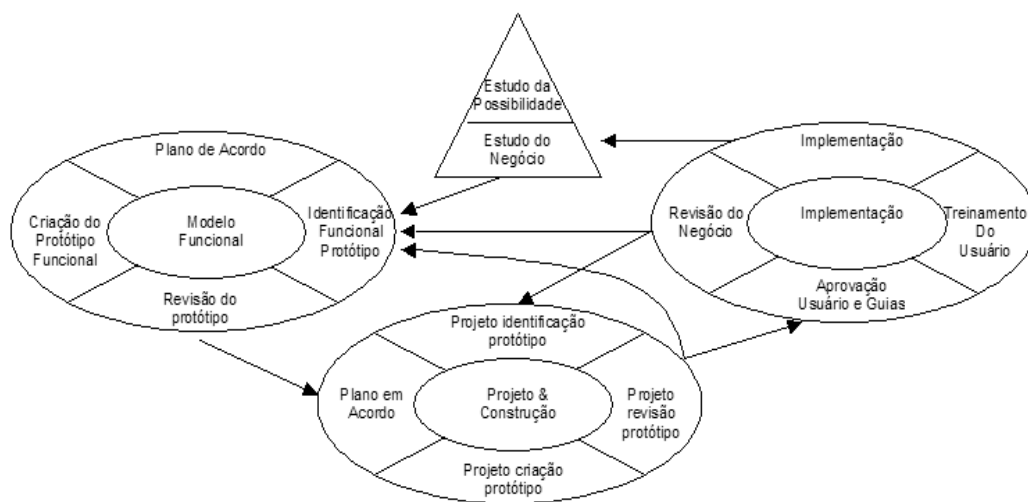 Estudo da
Possibilidade
Estudo do
Negócio
Plano de Acordo
Criação do
Protótipo
Funcional
Modelo
Funcional
Identificação
Funcional
Protótipo
Revisão do
protótipo
Implementação
Revisão do
Negócio
Implementação
Treinamento
Do
Usuário
Aprovação
Usuário e Guias
Projeto identificação
protótipo
Plano em
Acordo
Projeto &
Construção
Projeto
revisão
protótipo
Projeto criação
protótipo